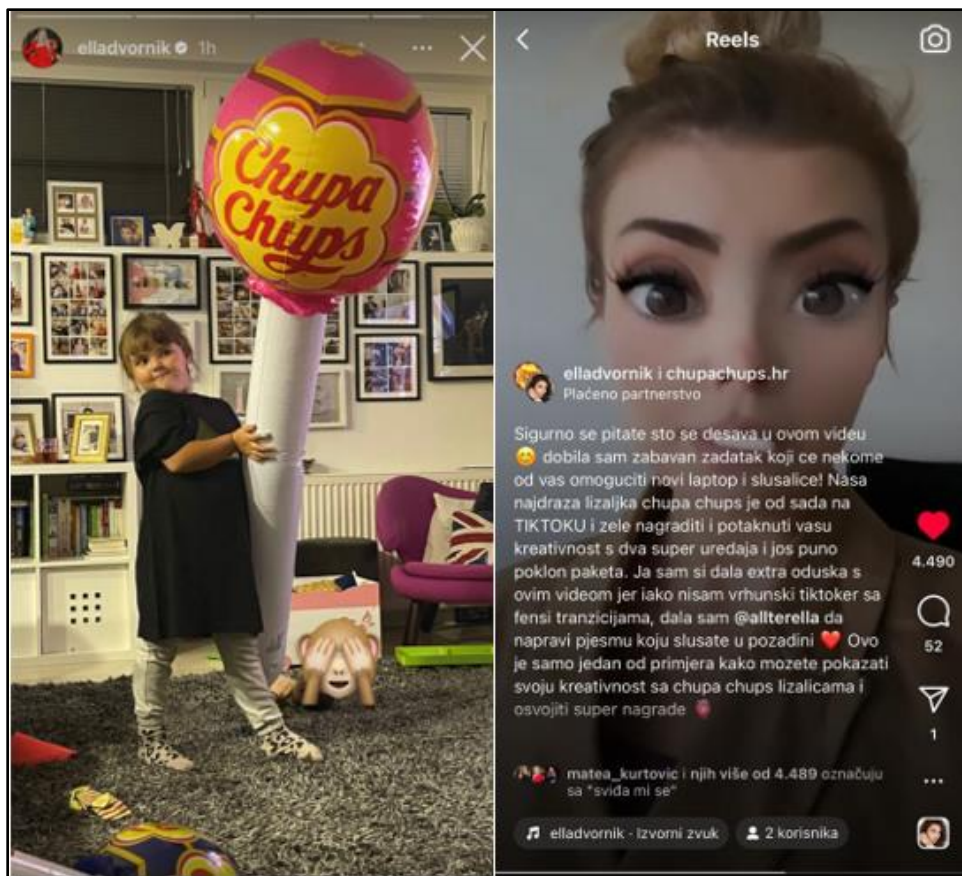 elladvornik 1h
Chupa
Chups
Reels
elladvornik i chupachups.hr
Plaćeno partnerstvo
Sigurno se pitate sto se desava u ovom videu
😊 dobila sam zabavan zadatak koji ce nekome
od vas omoguciti novi laptop i slusalice! Nasa
najdraza lizaljka chupa chups je od sada na
TIKTOKU i zele nagraditi i potaknuti vasu
kreativnost s dva super uredaja i jos puno
poklon paketa. Ja sam si dala extra oduska s
ovim videom jer iako nisam vrhunski tiktoker sa
fensi tranzicijama, dala sam @allterella da
napravi pjesmu koju slusate u pozadini ❤️ Ovo
je samo jedan od primjera kako mozete pokazati
svoju kreativnost sa chupa chups lizalicama i
osvojiti super nagrade
4.490
52
1
matea_kurtovic i njih više od 4.489 označuju
sa "sviđa mi se"
elladvornik · Izvorni zvuk
2 korisnika